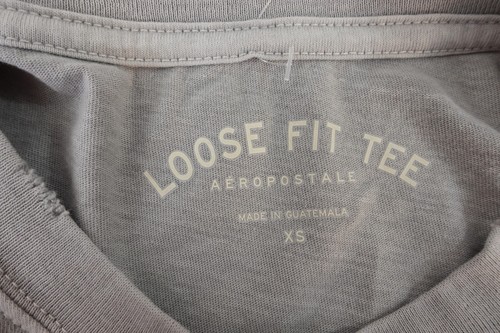 LOOSE FIT TEE
AÉROPOSTALE
MADE IN GUATEMALA
XS